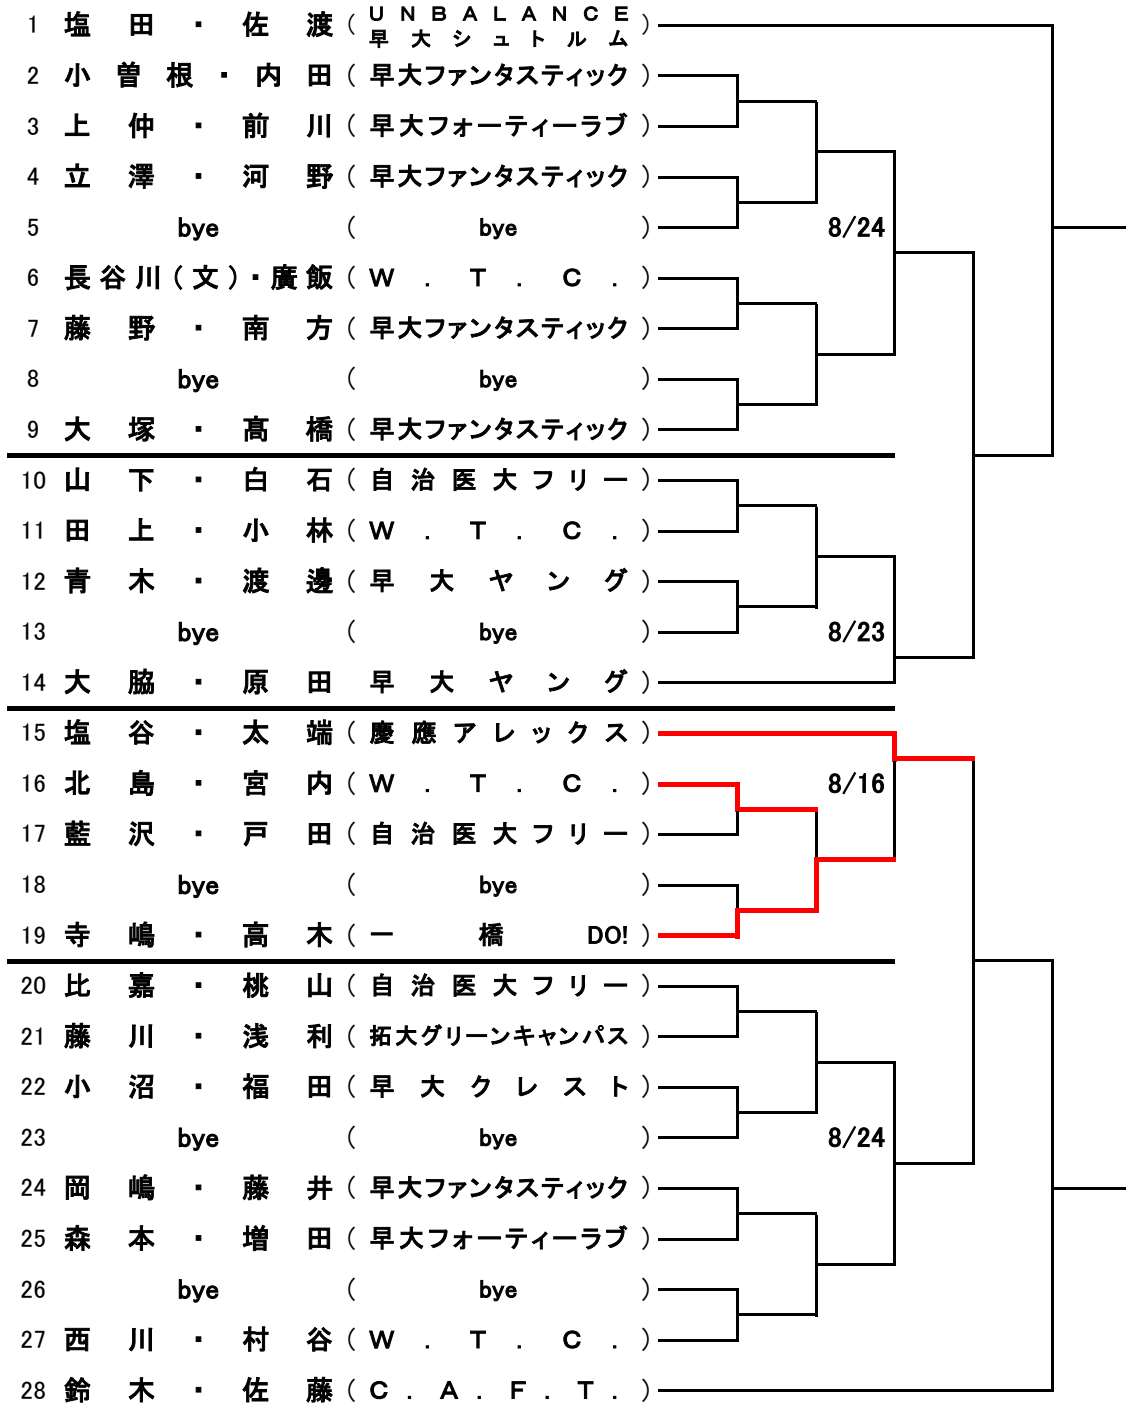 1 塩田・佐渡 ( UNBALANCE
早大シュトルム )
2 小曽根・内田 ( 早大ファンタスティック )
3 上仲・前川 ( 早大フォーティーラブ )
4 立澤・河野 ( 早大ファンタスティック )
5 bye ( bye ) 8/24
6 長谷川(文)・廣飯 ( W.T.C. )
7 藤野・南方 ( 早大ファンタスティック )
8 bye ( bye )
9 大塚・髙橋 ( 早大ファンタスティック )
10 山下・白石 ( 自治医大フリー )
11 田上・小林 ( W.T.C. )
12 青木・渡邊 ( 早大ヤング )
13 bye ( bye ) 8/23
14 大脇・原田 早大ヤング )
15 塩谷・太端 ( 慶應アレックス )
16 北島・宮内 ( W.T.C. ) 8/16
17 藍沢・戸田 ( 自治医大フリー )
18 bye ( bye )
19 寺嶋・高木 ( 一橋DO! )
20 比嘉・桃山 ( 自治医大フリー )
21 藤川・浅利 ( 拓大グリーンキャンパス )
22 小沼・福田 ( 早大クレスト )
23 bye ( bye ) 8/24
24 岡嶋・藤井 ( 早大ファンタスティック )
25 森本・増田 ( 早大フォーティーラブ )
26 bye ( bye )
27 西川・村谷 ( W.T.C. )
28 鈴木・佐藤 ( C.A.F.T. )